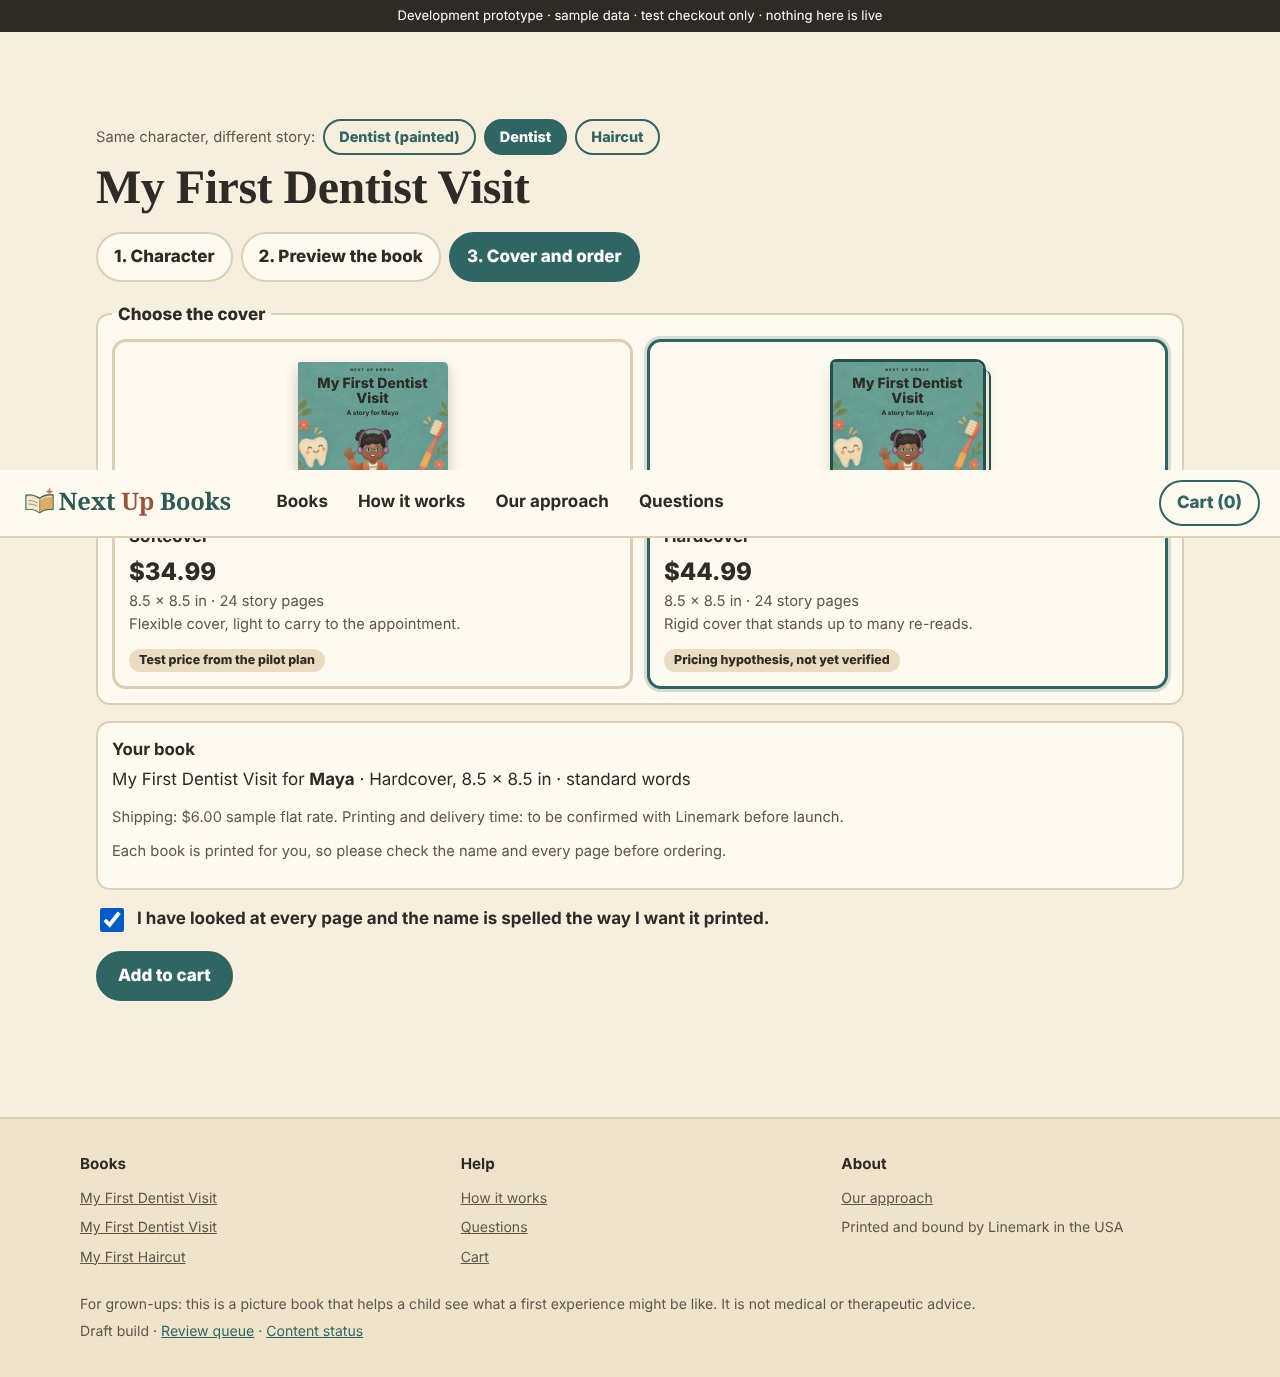 Development prototype · sample data · test checkout only · nothing here is live
Same character, different story: Dentist (painted) Dentist Haircut
My First Dentist Visit
1. Character 2. Preview the book 3. Cover and order
Choose the cover
NEXT UP BOOKS
My First Dentist
Visit
A story for Maya
NEXT UP BOOKS
My First Dentist
Visit
A story for Maya
Next Up Books Books How it works Our approach Questions Cart (0)
Softcover
$34.99
8.5 × 8.5 in · 24 story pages
Flexible cover, light to carry to the appointment.
Test price from the pilot plan
Hardcover
$44.99
8.5 × 8.5 in · 24 story pages
Rigid cover that stands up to many re-reads.
Pricing hypothesis, not yet verified
Your book
My First Dentist Visit for Maya · Hardcover, 8.5 × 8.5 in · standard words
Shipping: $6.00 sample flat rate. Printing and delivery time: to be confirmed with Linemark before launch.
Each book is printed for you, so please check the name and every page before ordering.
I have looked at every page and the name is spelled the way I want it printed.
Add to cart
Books
My First Dentist Visit
My First Dentist Visit
My First Haircut
Help
How it works
Questions
Cart
About
Our approach
Printed and bound by Linemark in the USA
For grown-ups: this is a picture book that helps a child see what a first experience might be like. It is not medical or therapeutic advice.
Draft build · Review queue · Content status